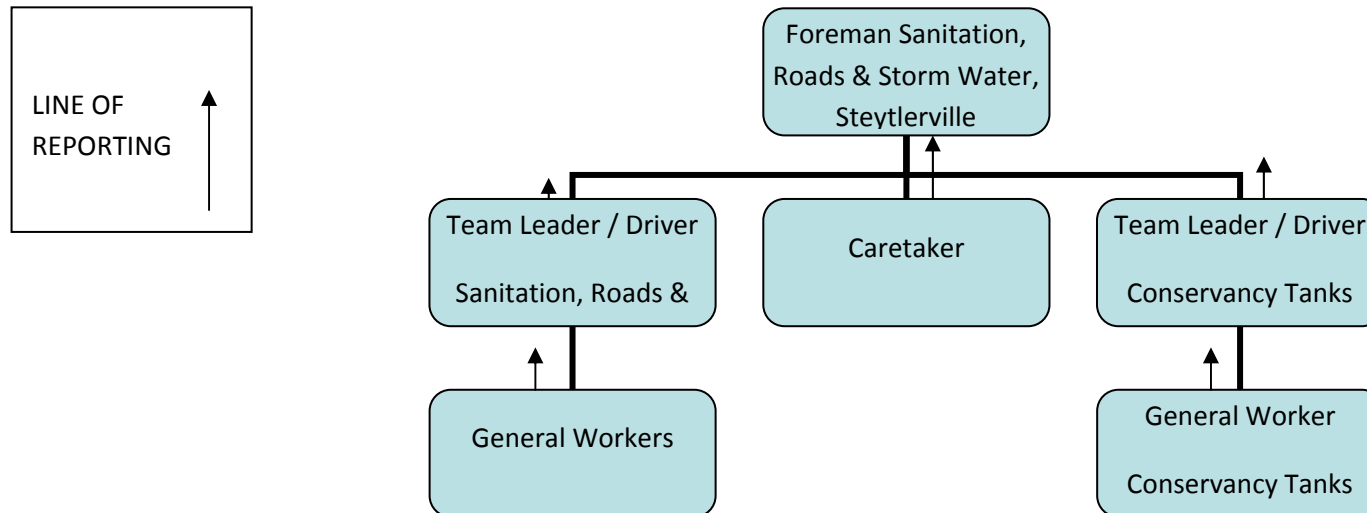 LINE OF
REPORTING
Foreman Sanitation,
Roads & Storm Water,
Steytlerville
Team Leader / Driver
Sanitation, Roads &
Caretaker
Team Leader / Driver
Conservancy Tanks
General Workers
General Worker
Conservancy Tanks